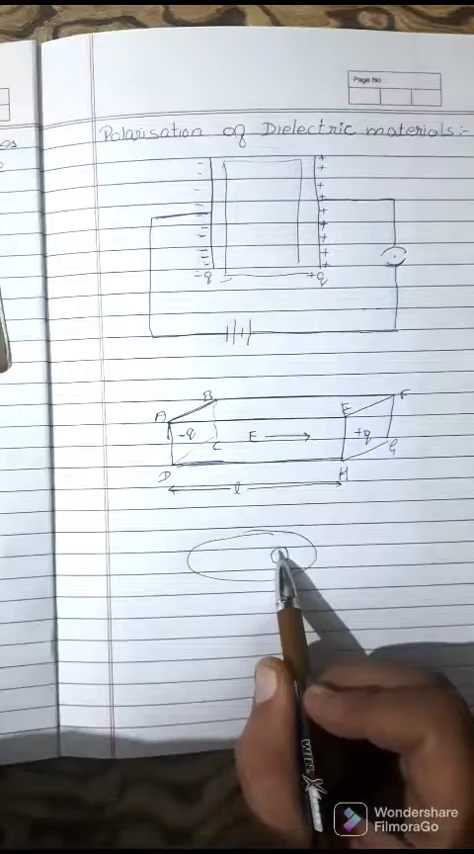 Page No
Polarisation of Dielectric materials:-
-q +q
B F
A E
-q E +q
C G
D H
l
Wondershare
FilmoraGo